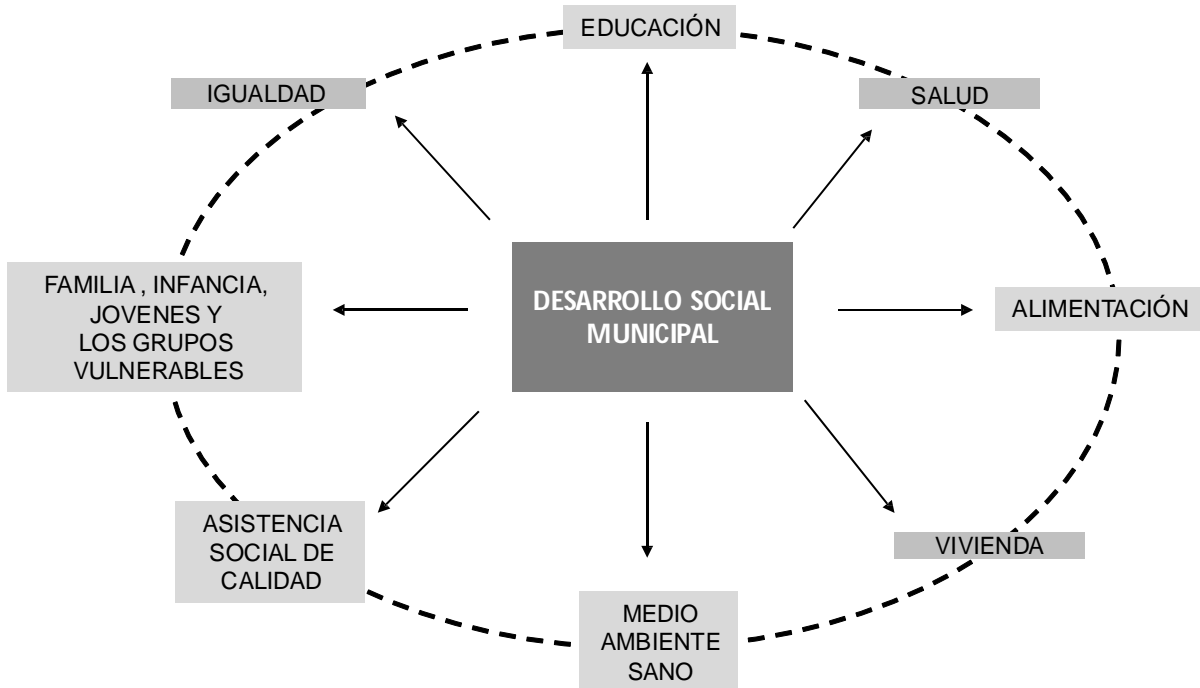 EDUCACIÓN
IGUALDAD
SALUD
FAMILIA , INFANCIA,
JOVENES Y
LOS GRUPOS
VULNERABLES
DESARROLLO SOCIAL
MUNICIPAL
ALIMENTACIÓN
ASISTENCIA
SOCIAL DE
CALIDAD
VIVIENDA
MEDIO
AMBIENTE
SANO